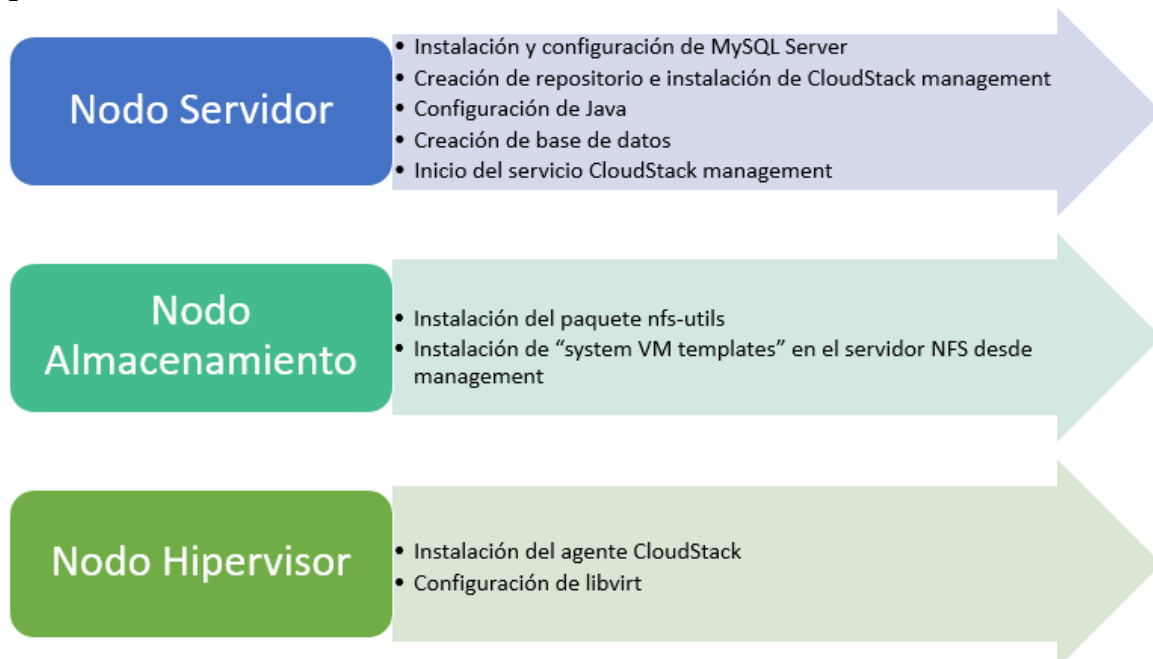 Nodo Servidor
• Instalación y configuración de MySQL Server
• Creación de repositorio e instalación de CloudStack management
• Configuración de Java
• Creación de base de datos
• Inicio del servicio CloudStack management
Nodo
Almacenamiento
• Instalación del paquete nfs-utils
• Instalación de “system VM templates” en el servidor NFS desde
management
Nodo Hipervisor
• Instalación del agente CloudStack
• Configuración de libvirt